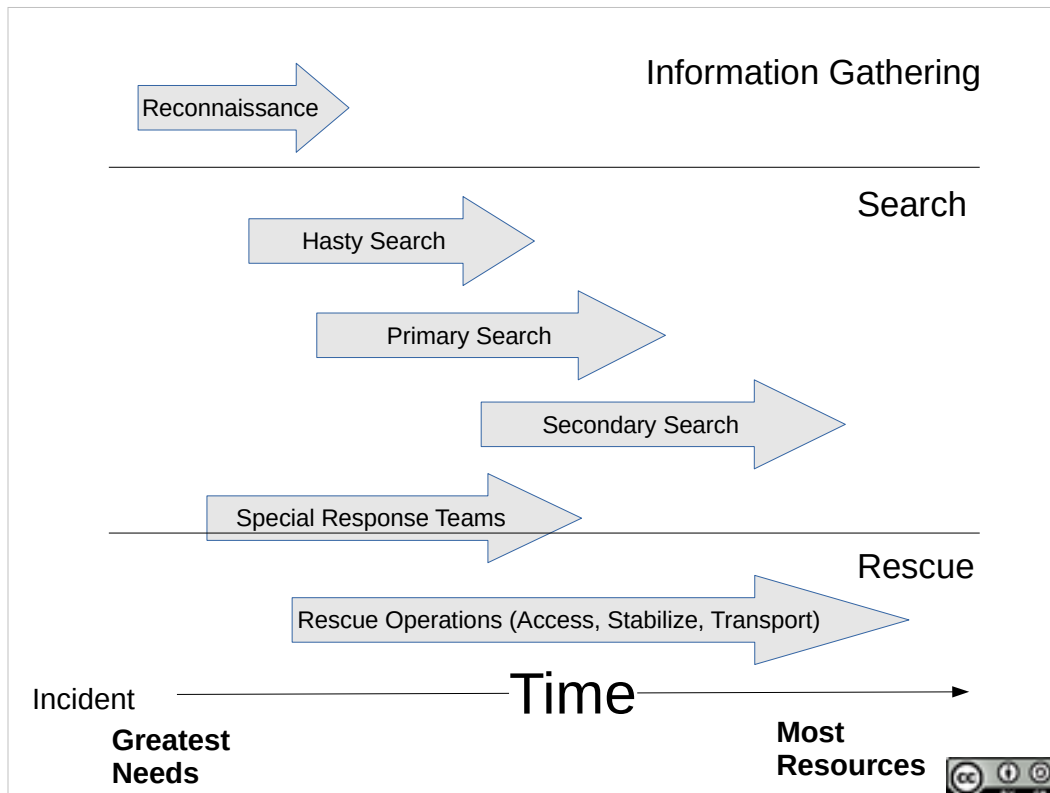 Information Gathering
Reconnaissance
Search
Hasty Search
Primary Search
Secondary Search
Special Response Teams
Rescue
Rescue Operations (Access, Stabilize, Transport)
Incident
Time
Greatest
Needs
Most
Resources
cc